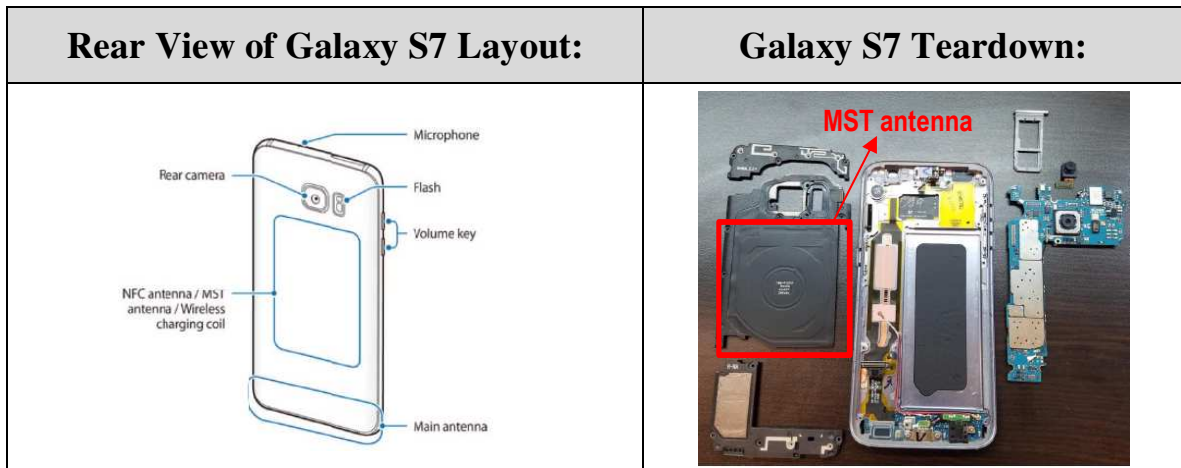 Rear View of Galaxy S7 Layout:
Galaxy S7 Teardown:
Microphone
Rear camera
Flash
Volume key
NFC antenna / MST
antenna / Wireless
charging coil
Main antenna
MST antenna